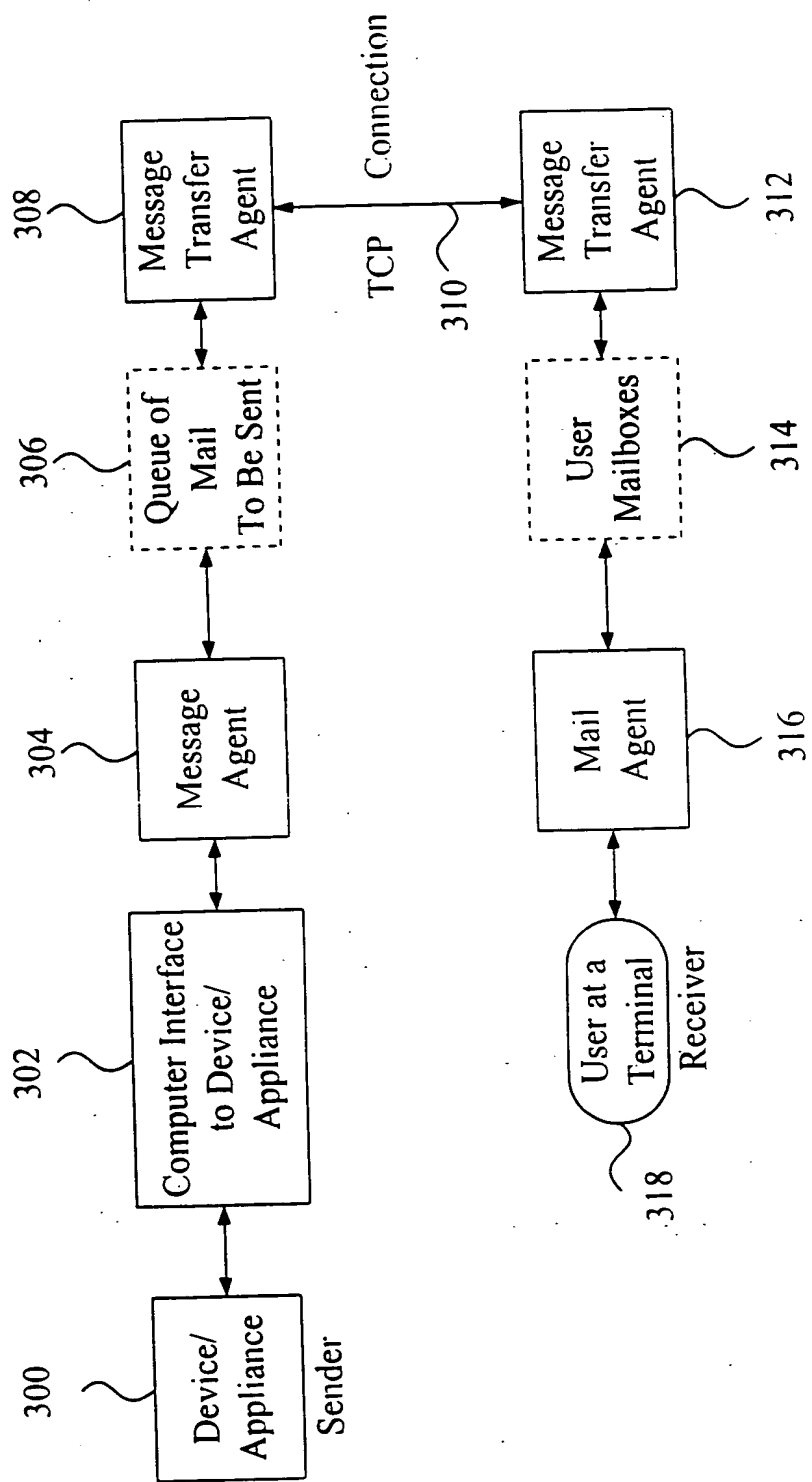 300
Device/
Appliance
Sender
302
Computer Interface
to Device/
Appliance
304
Message
Agent
306
Queue of
Mail
To Be Sent
308
Message
Transfer
Agent
TCP Connection
310
Message
Transfer
Agent
312
User
Mailboxes
314
Mail
Agent
316
User at a
Terminal
Receiver
318